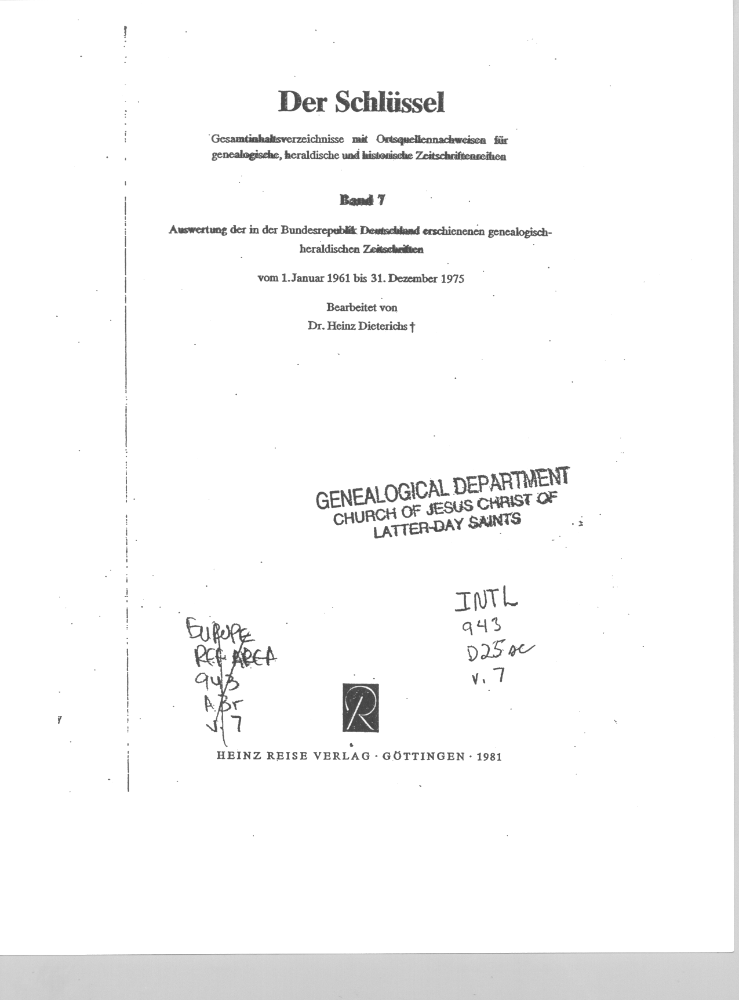 Der Schlüssel
Gesamtinhaltsverzeichnisse mit Ortsquellennachweisen für
genealogische, heraldische und historische Zeitschriftenreihen
Band 7
Auswertung der in der Bundesrepublik Deutschland erschienenen genealogisch-
heraldischen Zeitschriften
vom 1. Januar 1961 bis 31. Dezember 1975
Bearbeitet von
Dr. Heinz Dieterichs †
GENEALOGICAL DEPARTMENT
CHURCH OF JESUS CHRIST OF
LATTER-DAY SAINTS
INTL
943
D25sc
v. 7
EUROPE
REF AREA
943
A3r
v. 7
R
HEINZ REISE VERLAG · GÖTTINGEN · 1981